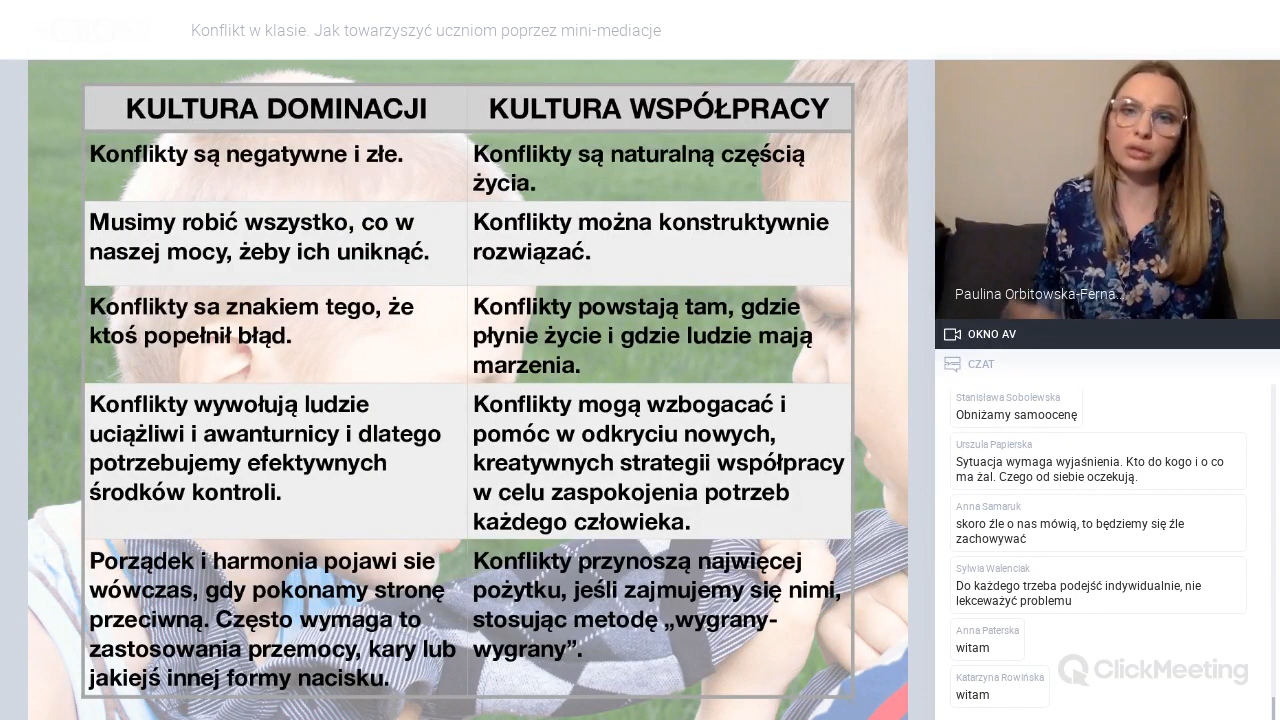 Konflikt w klasie. Jak towarzyszyć uczniom poprzez mini-mediacje
KULTURA DOMINACJI
KULTURA WSPÓŁPRACY
Konflikty są negatywne i złe.
Konflikty są naturalną częścią
życia.
Musimy robić wszystko, co w
naszej mocy, żeby ich uniknąć.
Konflikty można konstruktywnie
rozwiązać.
Konflikty sa znakiem tego, że
ktoś popełnił błąd.
Konflikty powstają tam, gdzie
płynie życie i gdzie ludzie mają
marzenia.
Konflikty wywołują ludzie
uciążliwi i awanturnicy i dlatego
potrzebujemy efektywnych
środków kontroli.
Konflikty mogą wzbogacać i
pomóc w odkryciu nowych,
kreatywnych strategii współpracy
w celu zaspokojenia potrzeb
każdego człowieka.
Porządek i harmonia pojawi sie
wówczas, gdy pokonamy stronę
przeciwną. Często wymaga to
zastosowania przemocy, kary lub
jakiejś innej formy nacisku.
Konflikty przynoszą najwięcej
pożytku, jeśli zajmujemy się nimi,
stosując metodę „wygrany-
wygrany”.
Paulina Orbitowska-Ferna...
OKNO AV
CZAT
Stanisława Sobolewska
Obniżamy samoocenę
Urszula Papierska
Sytuacja wymaga wyjaśnienia. Kto do kogo i o co
ma żal. Czego od siebie oczekują.
Anna Samaruk
skoro źle o nas mówią, to będziemy się źle
zachowywać
Sylwia Walenciak
Do każdego trzeba podejść indywidualnie, nie
lekceważyć problemu
Anna Paterska
witam
Katarzyna Rowińska
witam
ClickMeeting